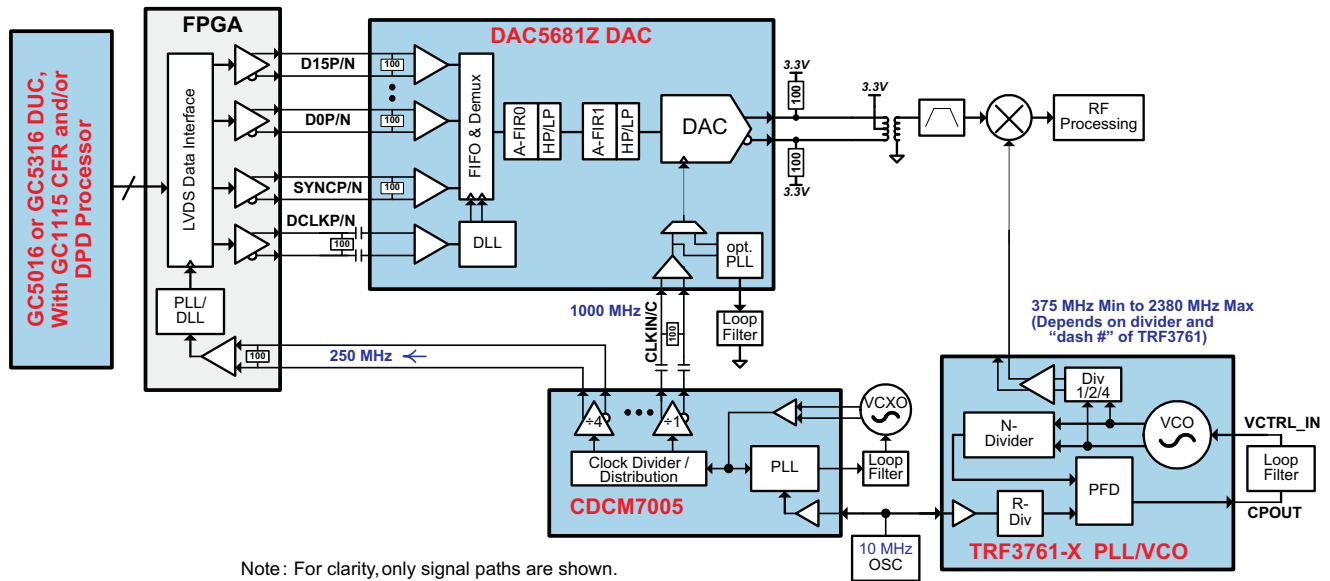 GC5016 or GC5316 DUC,
With GC1115 CFR and/or
DPD Processor
FPGA
LVDS Data Interface
PLL/
DLL
100
250 MHz
D15P/N
100
D0P/N
100
SYNCP/N
100
DCLKP/N
100
DAC5681Z DAC
FIFO & Demux
DLL
A-FIR0
HP/LP
A-FIR1
HP/LP
DAC
opt.
PLL
Loop
Filter
1000 MHz
CLKIN/C
100
3.3V
100
100
3.3V
3.3V
RF
Processing
375 MHz Min to 2380 MHz Max
(Depends on divider and
“dash #” of TRF3761)
÷4
÷1
VCXO
Clock Divider /
Distribution
PLL
Loop
Filter
CDCM7005
10 MHz
OSC
Div
1/2/4
N-
Divider
VCO
VCTRL_IN
Loop
Filter
CPOUT
PFD
R-
Div
TRF3761-X PLL/VCO
Note: For clarity, only signal paths are shown.